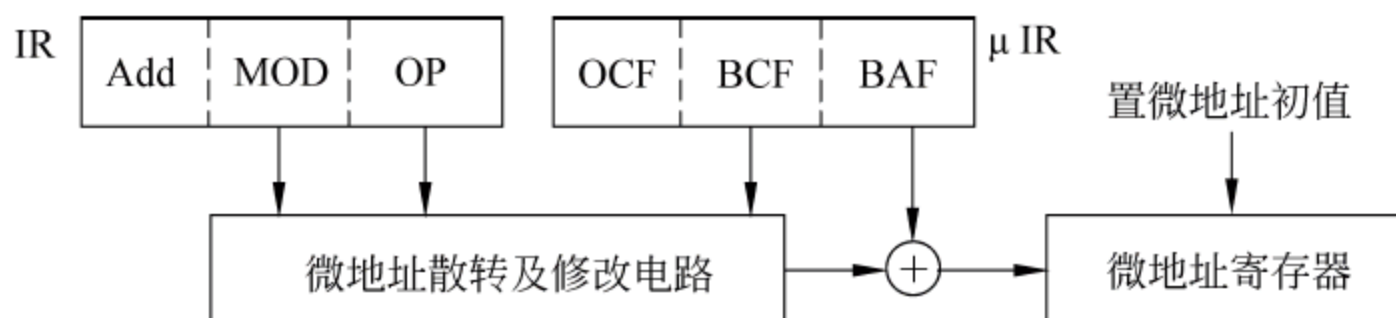 IR
Add MOD OP
OCF BCF BAF
μ IR
置微地址初值
微地址散转及修改电路
+
微地址寄存器